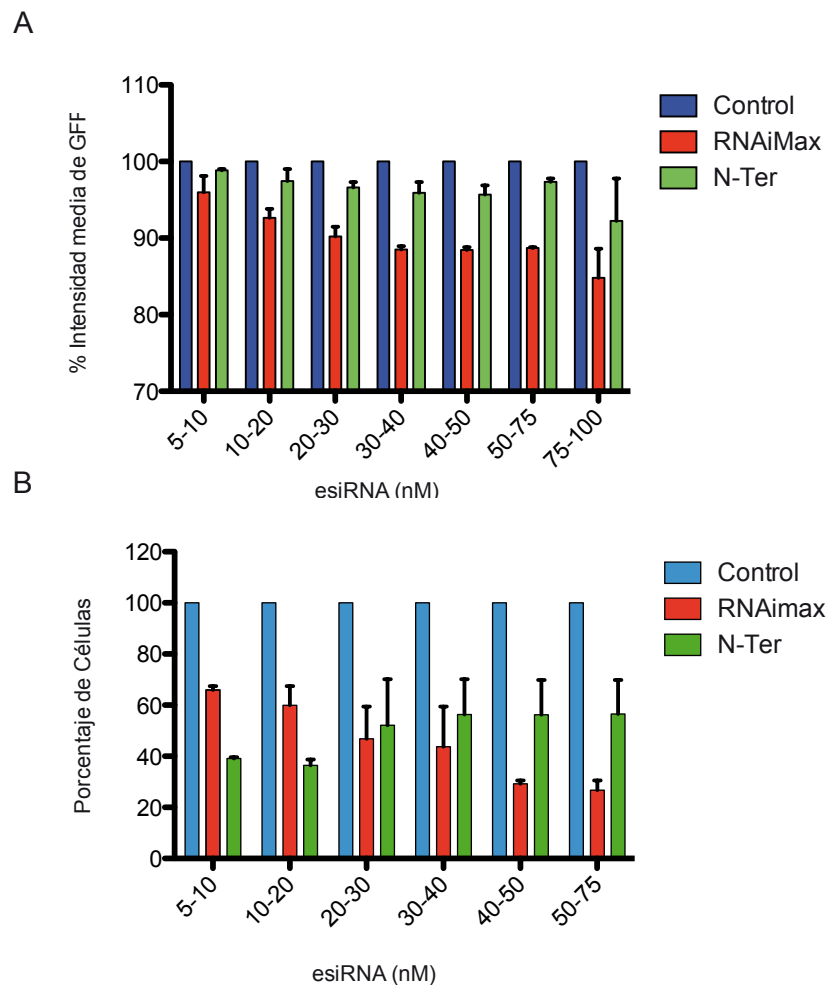 A
% Intensidad media de GFF
110
100
90
80
70
5-10
10-20
20-30
30-40
40-50
50-75
75-100
esiRNA (nM)
Control
RNAiMax
N-Ter
B
Porcentaje de Células
120
100
80
60
40
20
0
5-10
10-20
20-30
30-40
40-50
50-75
esiRNA (nM)
Control
RNAimax
N-Ter